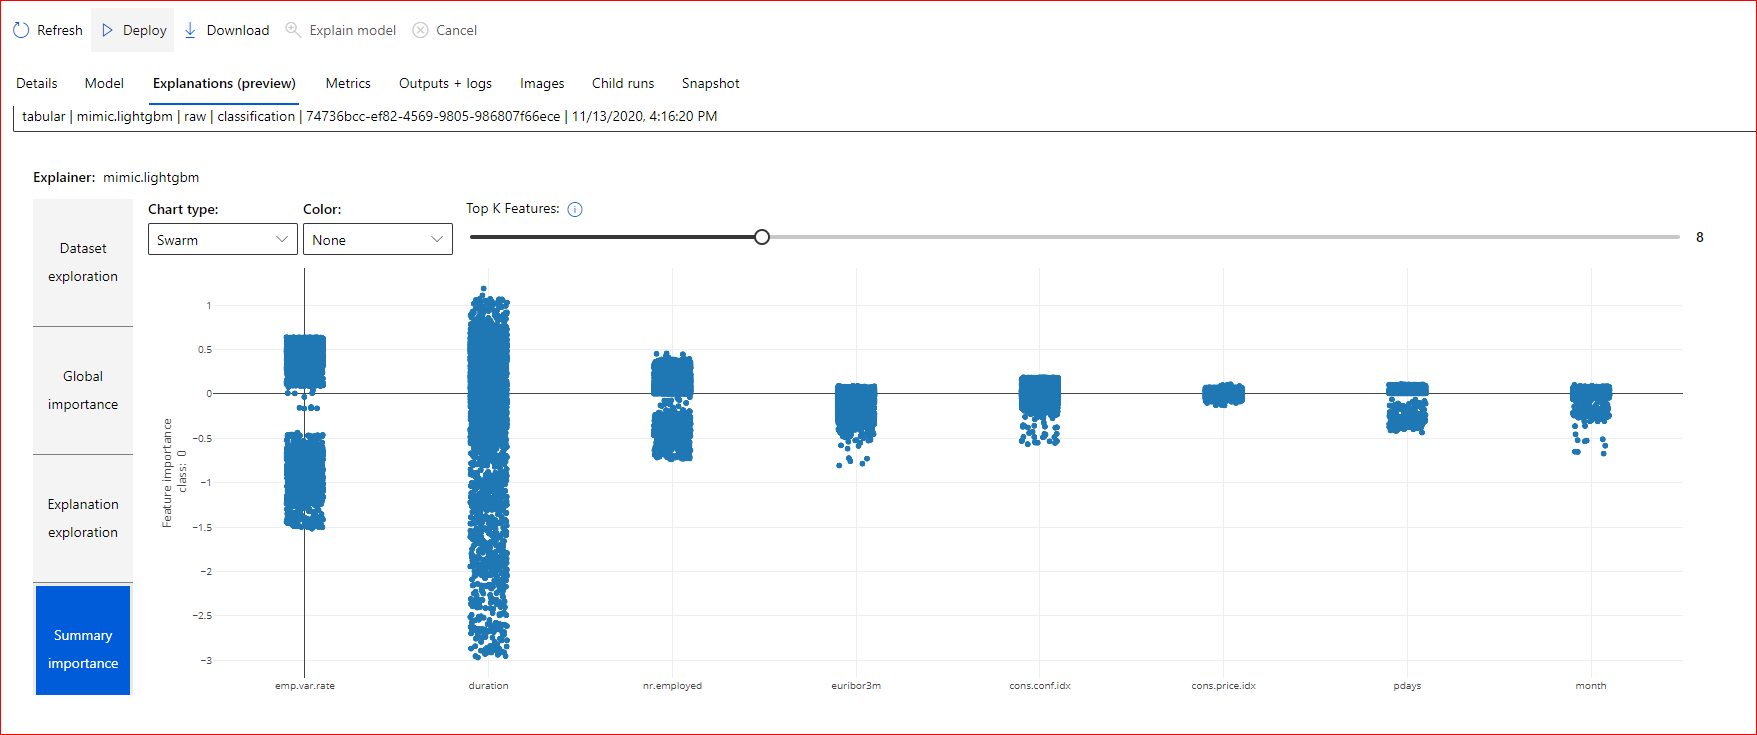 Refresh Deploy Download Explain model Cancel
Details Model Explanations (preview) Metrics Outputs + logs Images Child runs Snapshot
tabular | mimic.lightgbm | raw | classification | 74736bcc-ef82-4569-9805-986807f66ece | 11/13/2020, 4:16:20 PM
Explainer: mimic.lightgbm
Dataset
exploration
Global
importance
Explanation
exploration
Summary
importance
Chart type: Color: Top K Features:
Swarm None 8
Feature importance
class: 0
1
0.5
0
−0.5
−1
−1.5
−2
−2.5
−3
emp.var.rate duration nr.employed euribor3m cons.conf.idx cons.price.idx pdays month